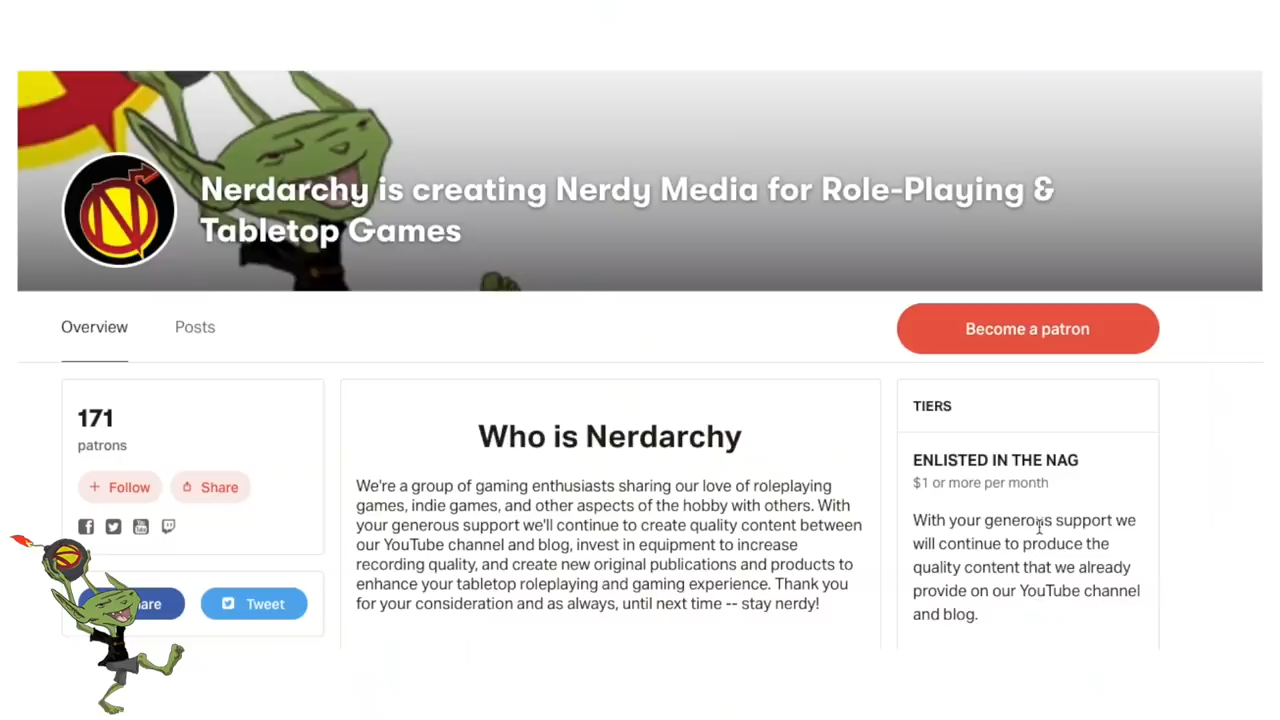 Nerdarchy is creating Nerdy Media for Role-Playing &
Tabletop Games
N
Overview
Posts
Become a patron
171
patrons
+ Follow
Share
hare
Tweet
Who is Nerdarchy
We're a group of gaming enthusiasts sharing our love of roleplaying
games, indie games, and other aspects of the hobby with others. With
your generous support we'll continue to create quality content between
our YouTube channel and blog, invest in equipment to increase
recording quality, and create new original publications and products to
enhance your tabletop roleplaying and gaming experience. Thank you
for your consideration and as always, until next time -- stay nerdy!
TIERS
ENLISTED IN THE NAG
$1 or more per month
With your generous support we
will continue to produce the
quality content that we already
provide on our YouTube channel
and blog.